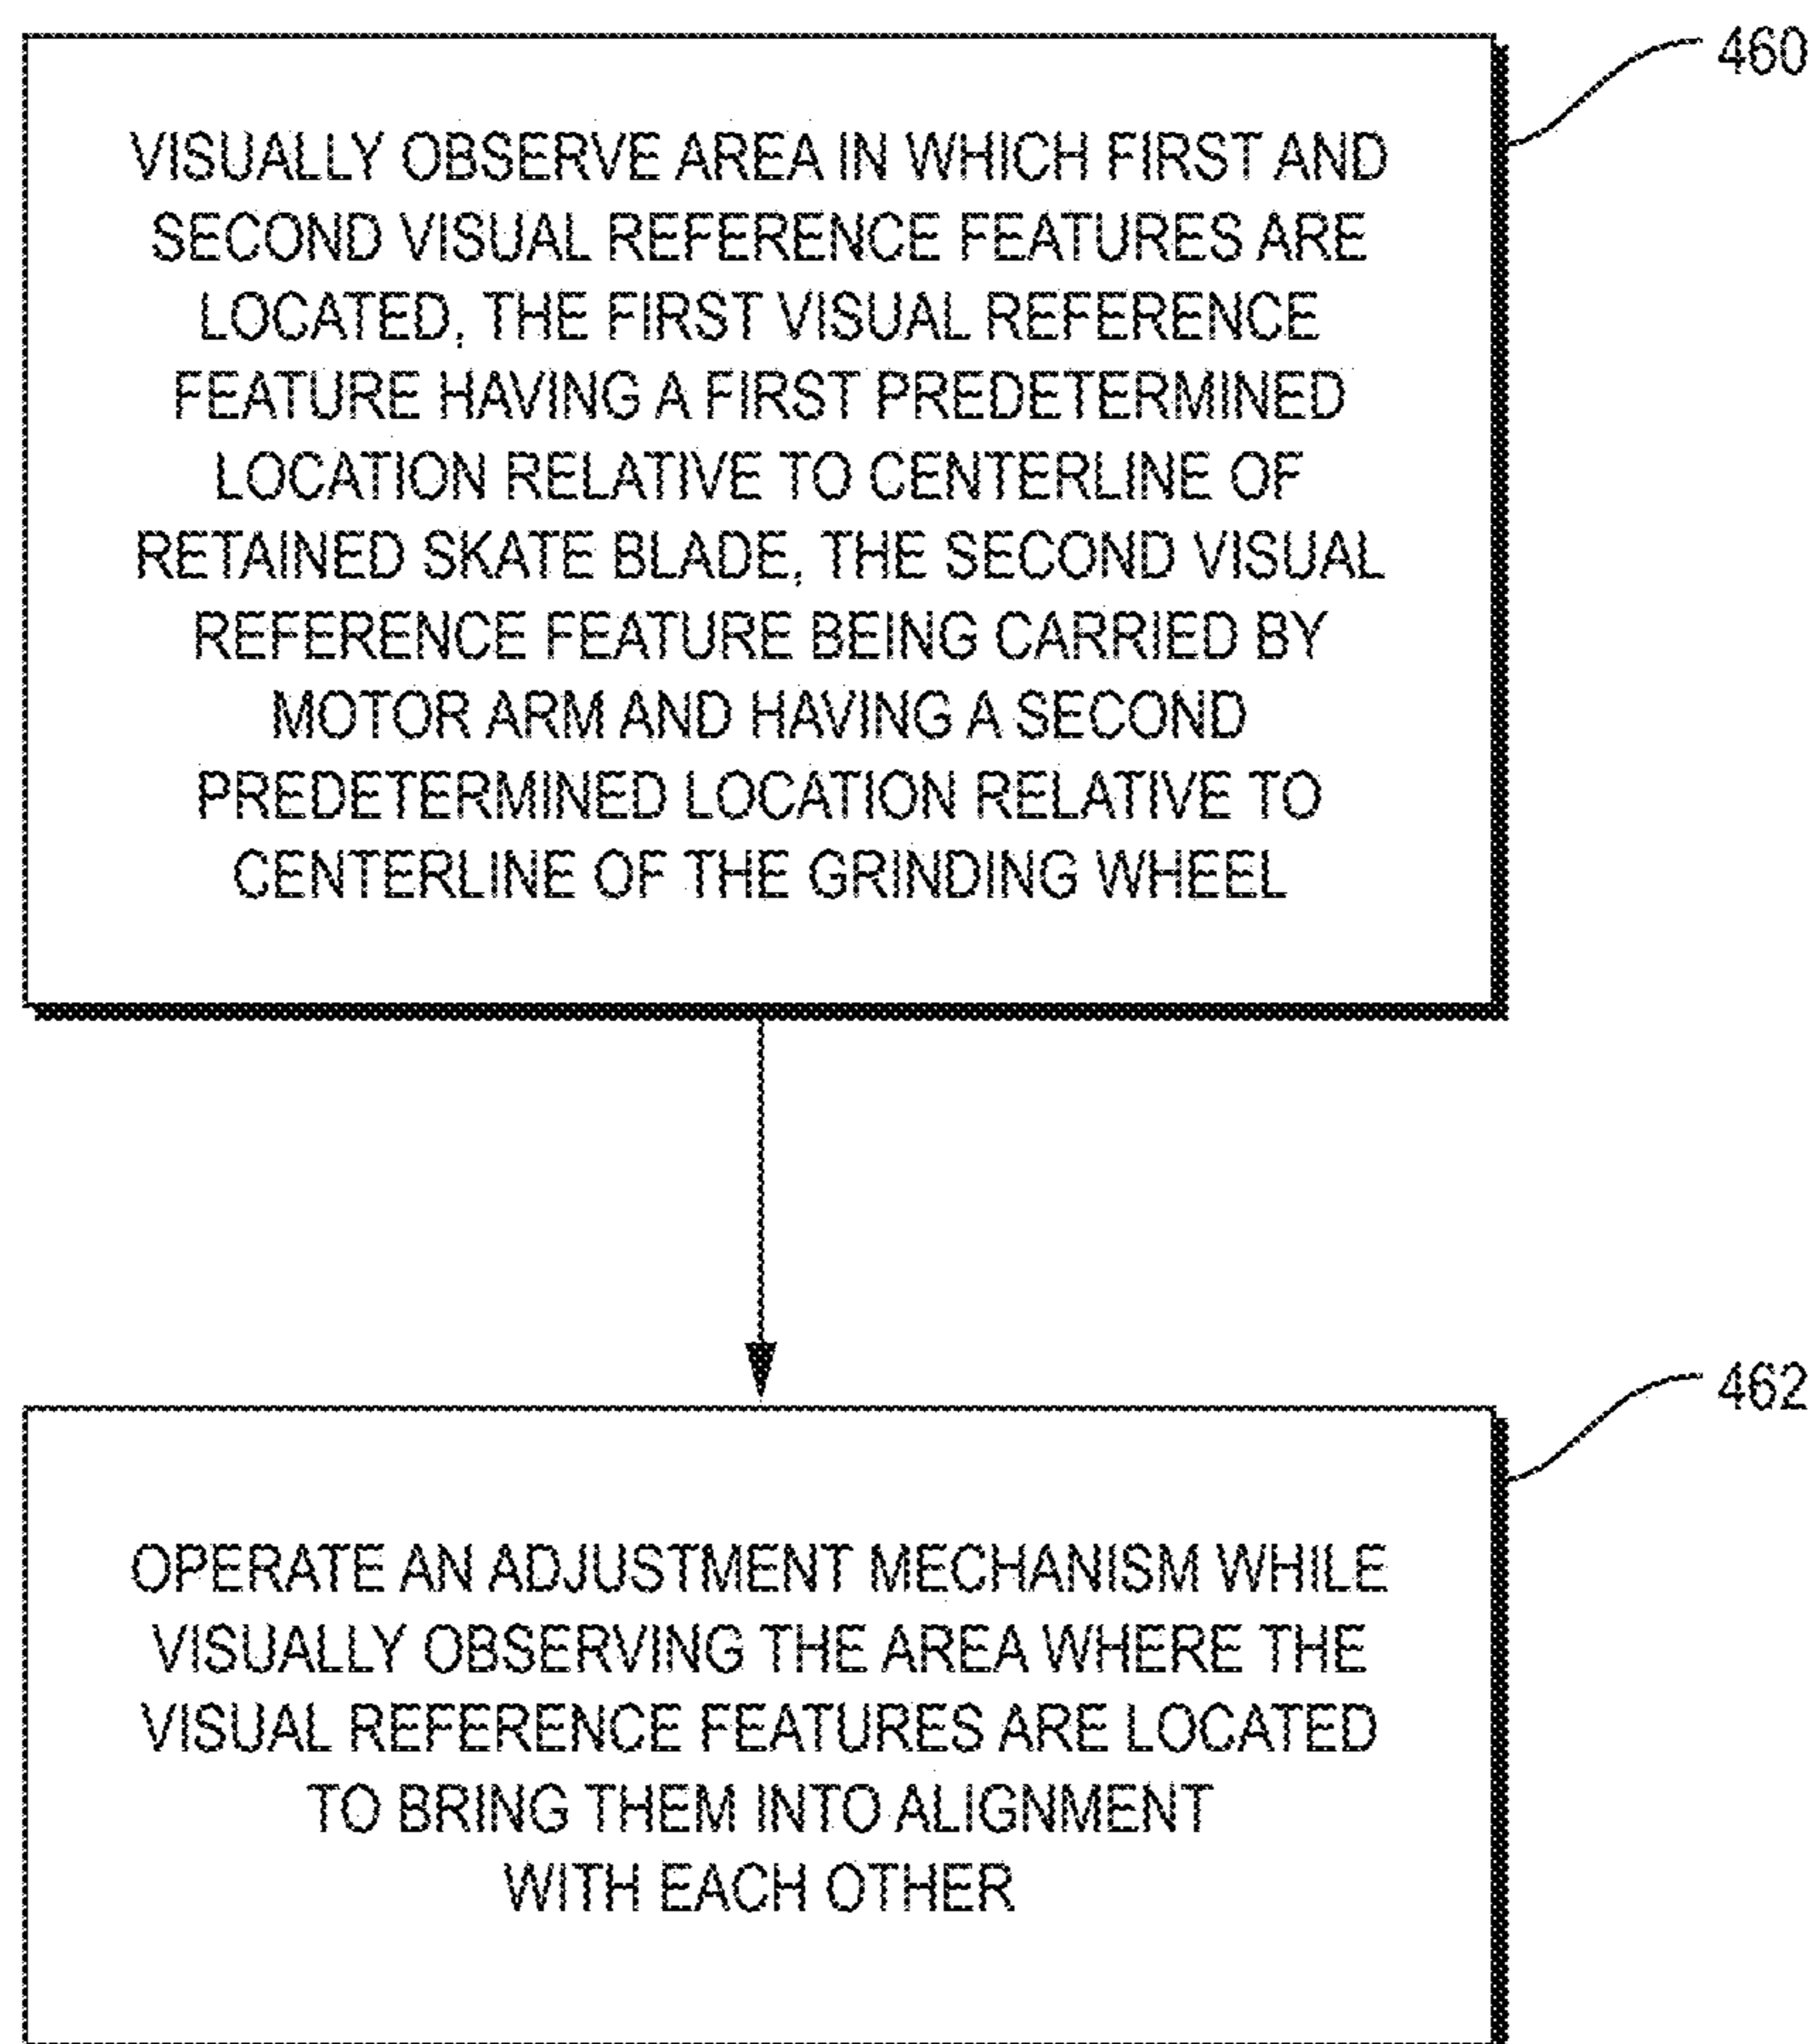 460
VISUALLY OBSERVE AREA IN WHICH FIRST AND
SECOND VISUAL REFERENCE FEATURES ARE
LOCATED, THE FIRST VISUAL REFERENCE
FEATURE HAVING A FIRST PREDETERMINED
LOCATION RELATIVE TO CENTERLINE OF
RETAINED SKATE BLADE, THE SECOND VISUAL
REFERENCE FEATURE BEING CARRIED BY
MOTOR ARM AND HAVING A SECOND
PREDETERMINED LOCATION RELATIVE TO
CENTERLINE OF THE GRINDING WHEEL
462
OPERATE AN ADJUSTMENT MECHANISM WHILE
VISUALLY OBSERVING THE AREA WHERE THE
VISUAL REFERENCE FEATURES ARE LOCATED
TO BRING THEM INTO ALIGNMENT
WITH EACH OTHER